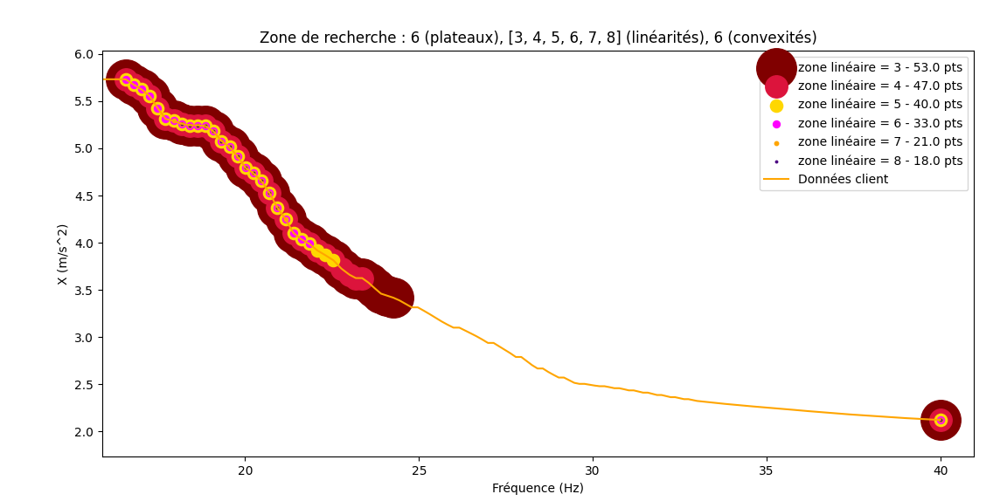 Zone de recherche : 6 (plateaux), [3, 4, 5, 6, 7, 8] (linéarités), 6 (convexités)
6.0
5.5
5.0
4.5
4.0
3.5
3.0
2.5
2.0
X (m/s^2)
zone linéaire = 3 - 53.0 pts
zone linéaire = 4 - 47.0 pts
zone linéaire = 5 - 40.0 pts
zone linéaire = 6 - 33.0 pts
zone linéaire = 7 - 21.0 pts
zone linéaire = 8 - 18.0 pts
Données client
20 25 30 35 40
Fréquence (Hz)